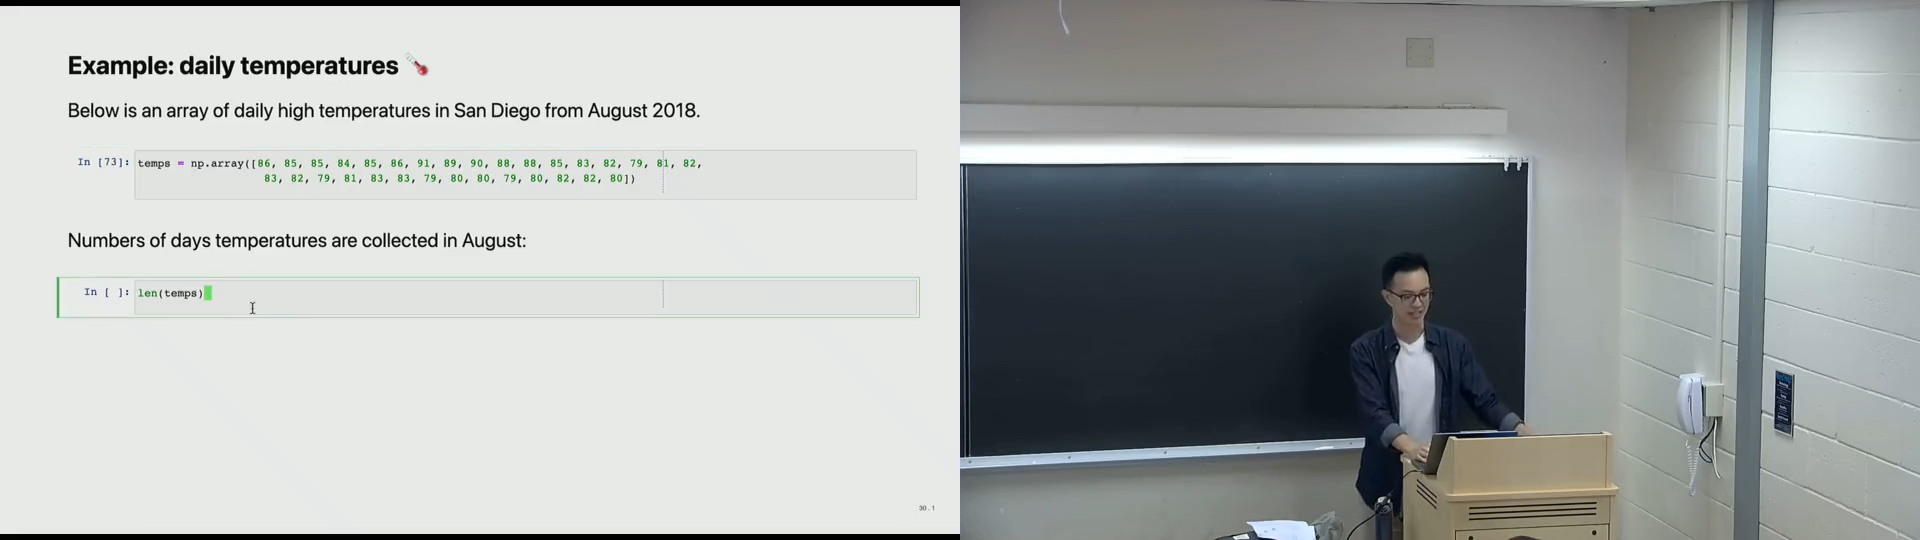 Example: daily temperatures
Below is an array of daily high temperatures in San Diego from August 2018.
In [73]: temps = np.array([86, 85, 85, 84, 85, 86, 91, 89, 90, 88, 88, 85, 83, 82, 79, 81, 82,
83, 82, 79, 81, 83, 83, 79, 80, 80, 79, 80, 82, 82, 80])
Numbers of days temperatures are collected in August:
In [ ]: len(temps)
30.1